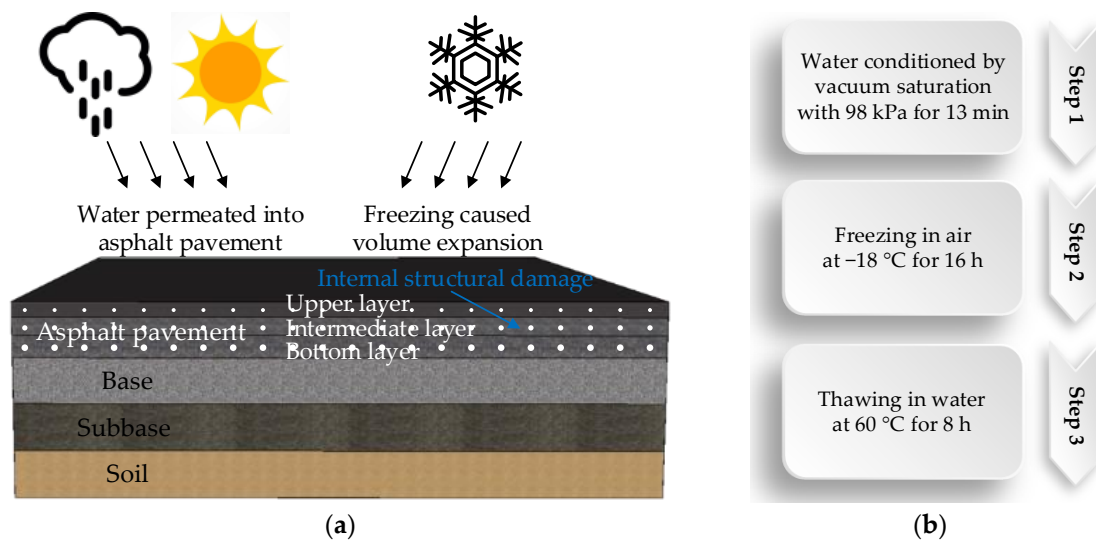 Water permeated into
asphalt pavement
Freezing caused
volume expansion
Internal structural damage
Upper layer
Asphalt pavement
Intermediate layer
Bottom layer
Base
Subbase
Soil
(a)
Water conditioned by
vacuum saturation
with 98 kPa for 13 min
Step 1
Freezing in air
at −18 °C for 16 h
Step 2
Thawing in water
at 60 °C for 8 h
Step 3
(b)